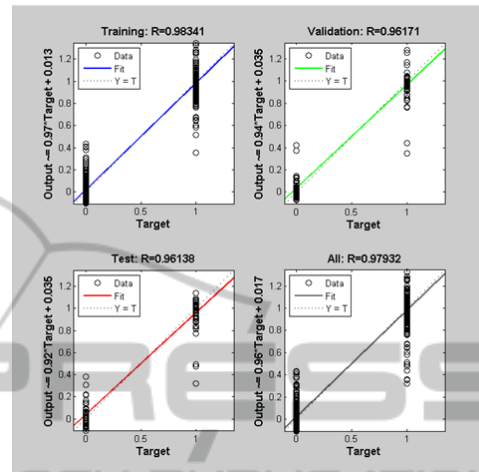 Training: R=0.98341
Output ~= 0.97*Target + 0.013
1.2
1
0.8
0.6
0.4
0.2
0
Data
Fit
Y = T
0
0.5
1
Target
Validation: R=0.96171
Output ~= 0.94*Target + 0.035
1.2
1
0.8
0.6
0.4
0.2
0
Data
Fit
Y = T
0
0.5
1
Target
Test: R=0.96138
Output ~= 0.92*Target + 0.035
1.2
1
0.8
0.6
0.4
0.2
0
Data
Fit
Y = T
0
0.5
1
Target
All: R=0.97932
Output ~= 0.96*Target + 0.017
1.2
1
0.8
0.6
0.4
0.2
0
Data
Fit
Y = T
0
0.5
1
Target